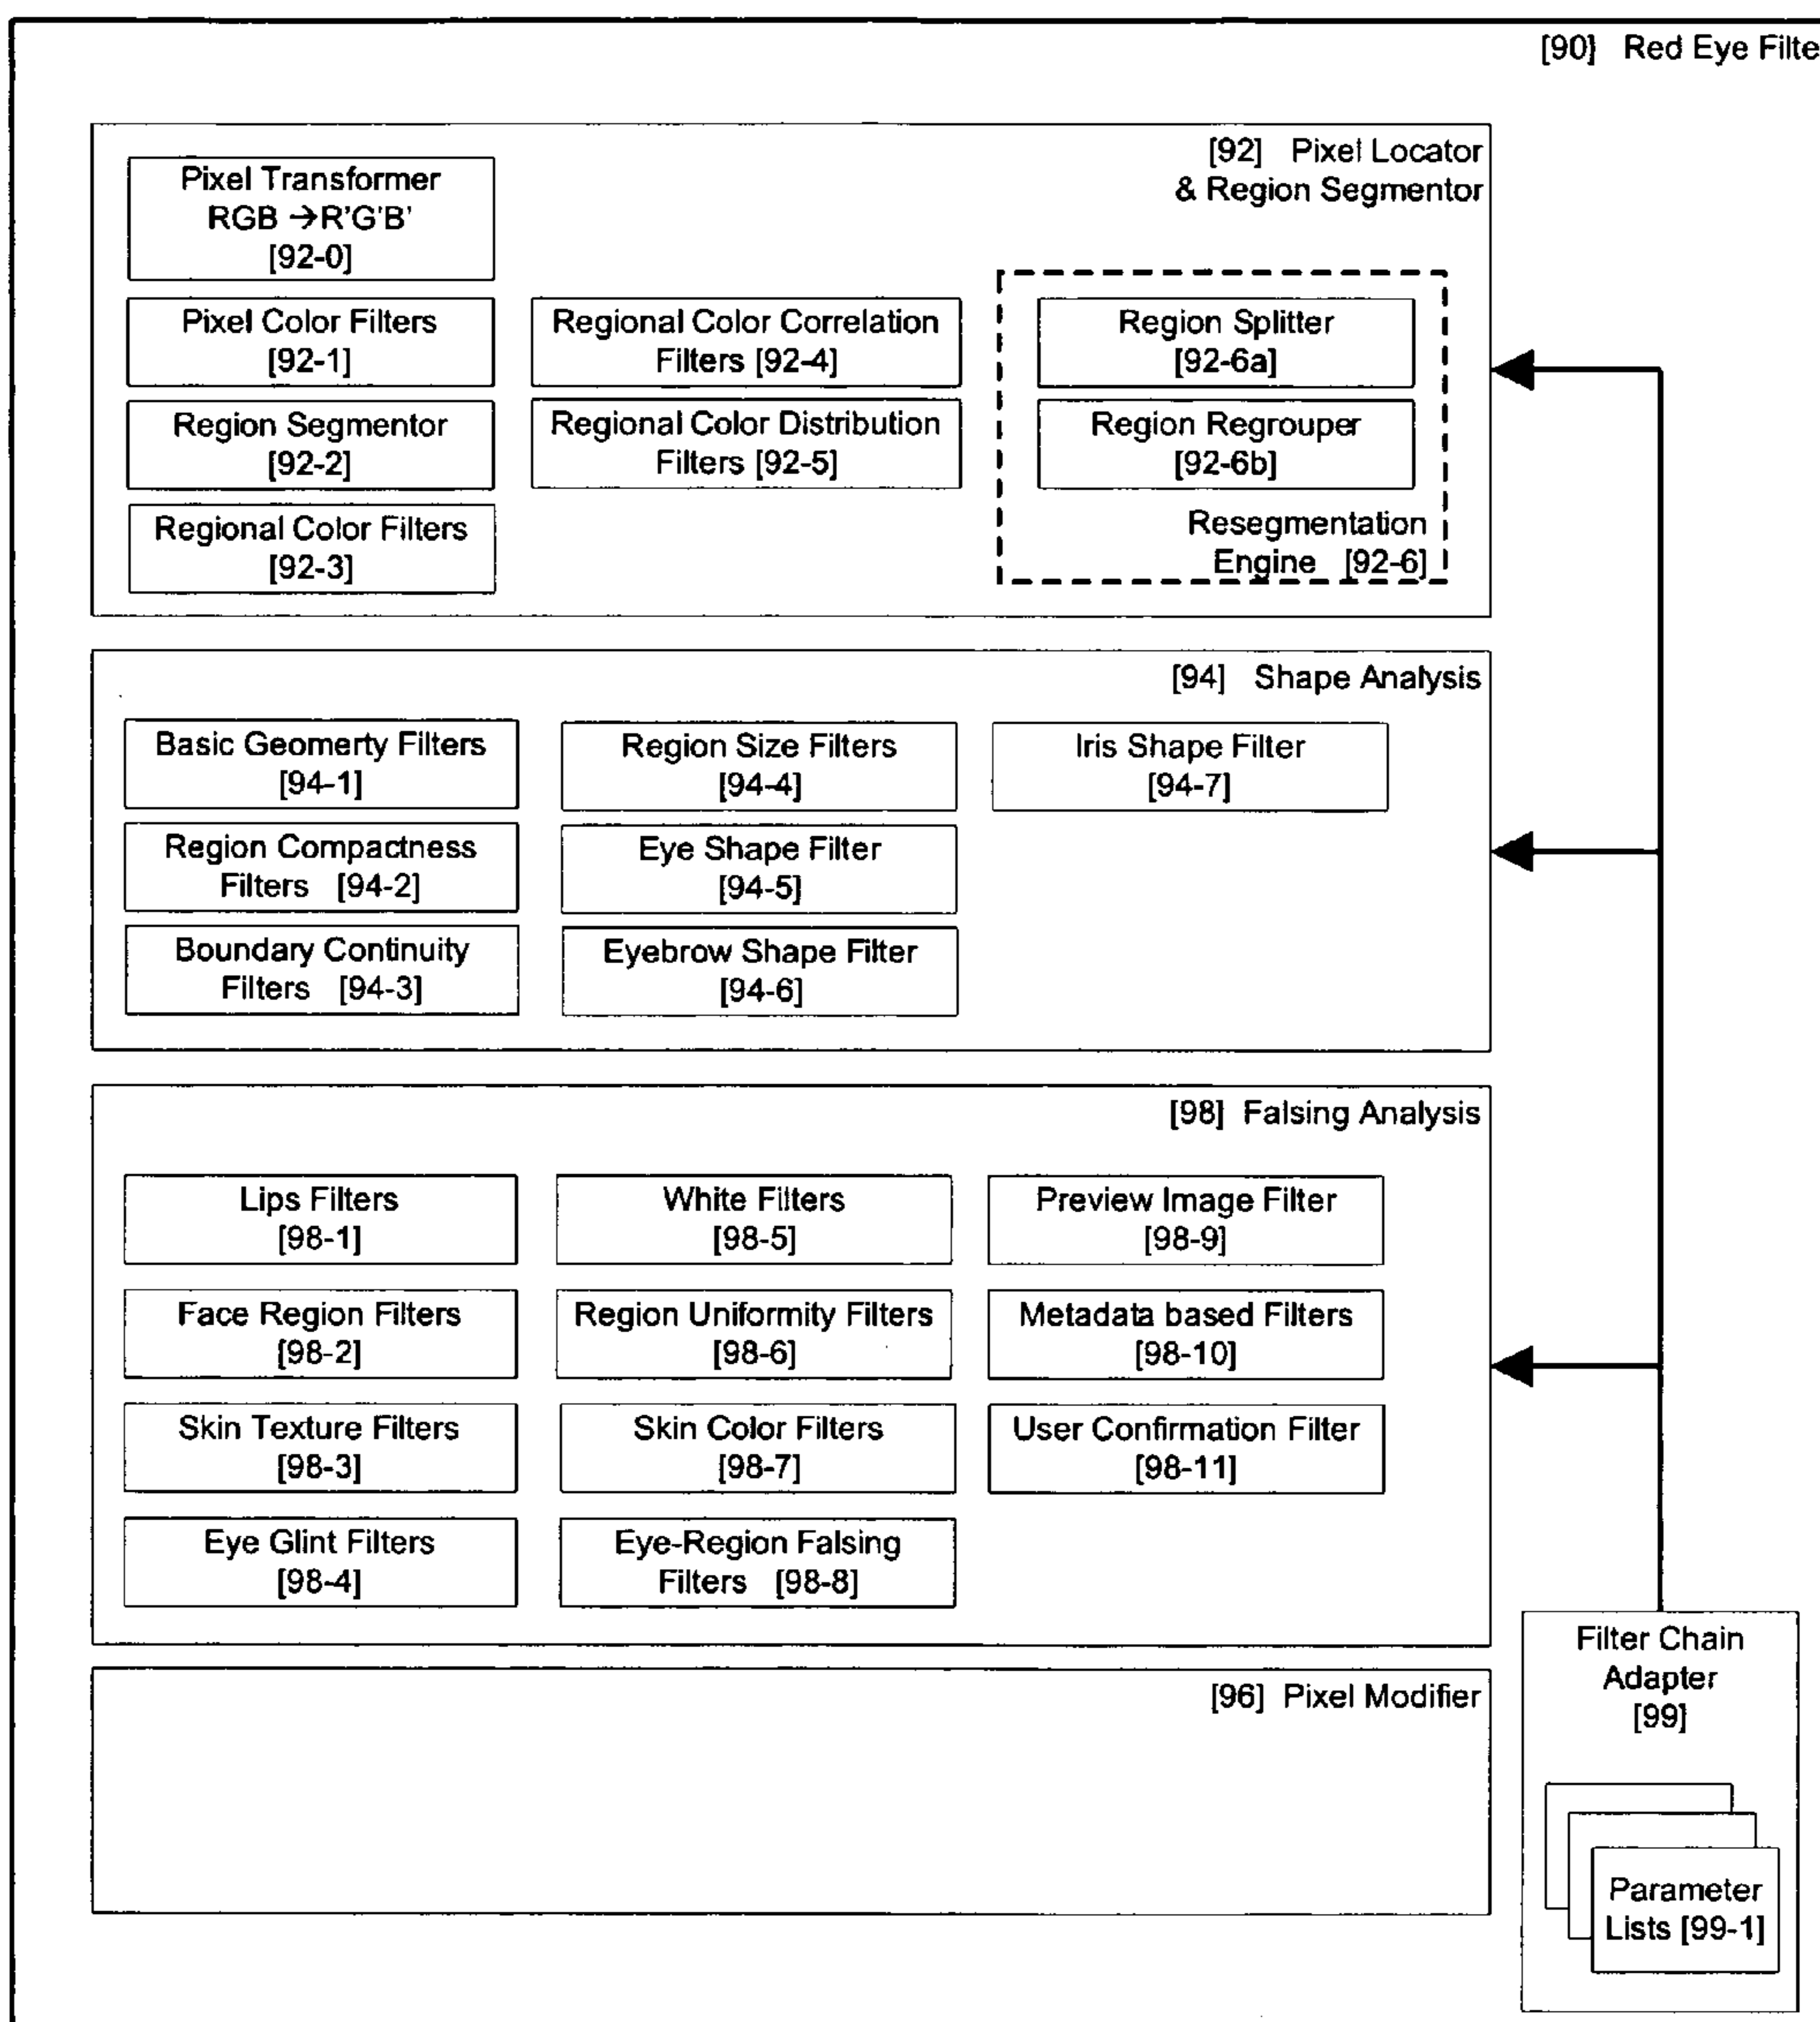 [90] Red Eye Filte
[92] Pixel Locator
& Region Segmentor
Pixel Transformer
RGB →R'G'B'
[92-0]
Pixel Color Filters
[92-1]
Region Segmentor
[92-2]
Regional Color Filters
[92-3]
Regional Color Correlation
Filters [92-4]
Regional Color Distribution
Filters [92-5]
Region Splitter
[92-6a]
Region Regrouper
[92-6b]
Resegmentation
Engine [92-6]
[94] Shape Analysis
Basic Geomerty Filters
[94-1]
Region Compactness
Filters [94-2]
Boundary Continuity
Filters [94-3]
Region Size Filters
[94-4]
Eye Shape Filter
[94-5]
Eyebrow Shape Filter
[94-6]
Iris Shape Filter
[94-7]
[98] Falsing Analysis
Lips Filters
[98-1]
Face Region Filters
[98-2]
Skin Texture Filters
[98-3]
Eye Glint Filters
[98-4]
White Filters
[98-5]
Region Uniformity Filters
[98-6]
Skin Color Filters
[98-7]
Eye-Region Falsing
Filters [98-8]
Preview Image Filter
[98-9]
Metadata based Filters
[98-10]
User Confirmation Filter
[98-11]
[96] Pixel Modifier
Filter Chain
Adapter
[99]
Parameter
Lists [99-1]